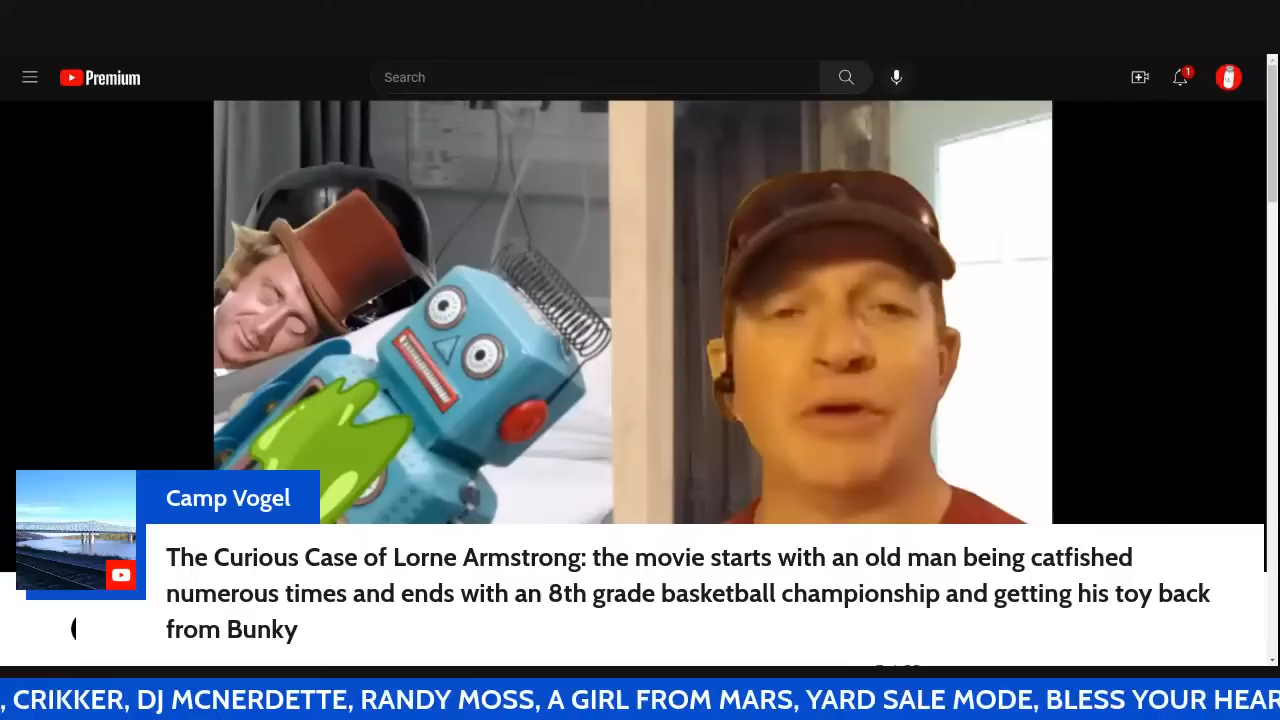 Premium
Search
1
Camp Vogel
The Curious Case of Lorne Armstrong: the movie starts with an old man being catfished
numerous times and ends with an 8th grade basketball championship and getting his toy back
from Bunky
, CRIKKER, DJ MCNERDETTE, RANDY MOSS, A GIRL FROM MARS, YARD SALE MODE, BLESS YOUR HEAR